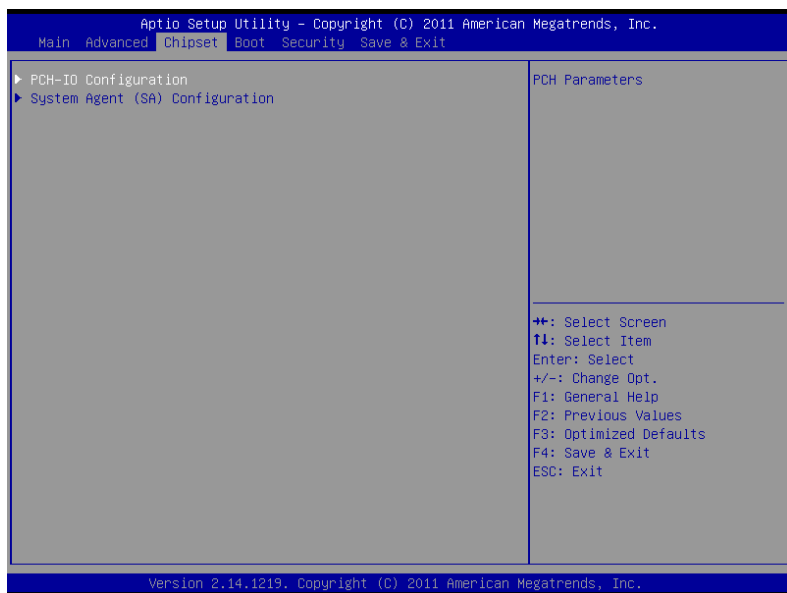 Aptio Setup Utility – Copyright (C) 2011 American Megatrends, Inc.
Main Advanced Chipset Boot Security Save & Exit
PCH-IO Configuration
System Agent (SA) Configuration
PCH Parameters
→←: Select Screen
↑↓: Select Item
Enter: Select
+/-: Change Opt.
F1: General Help
F2: Previous Values
F3: Optimized Defaults
F4: Save & Exit
ESC: Exit
Version 2.14.1219. Copyright (C) 2011 American Megatrends, Inc.